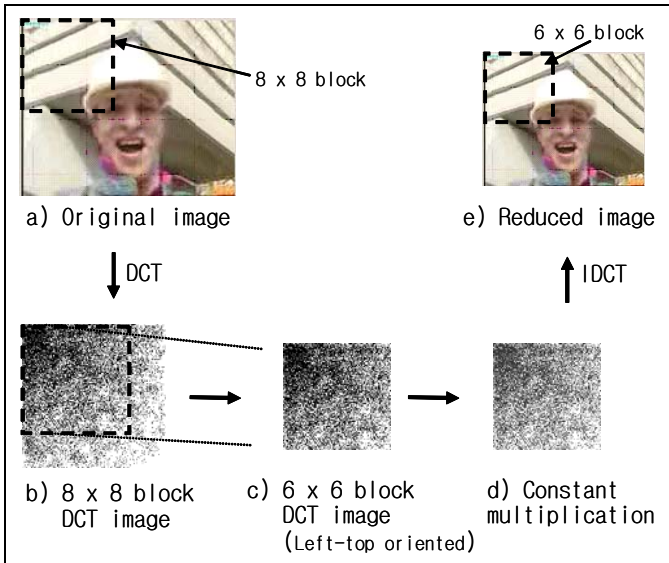 6 x 6 block
8 x 8 block
a) Original image
e) Reduced image
DCT
IDCT
b) 8 x 8 block
DCT image
c) 6 x 6 block
DCT image
(Left-top oriented)
d) Constant
multiplication